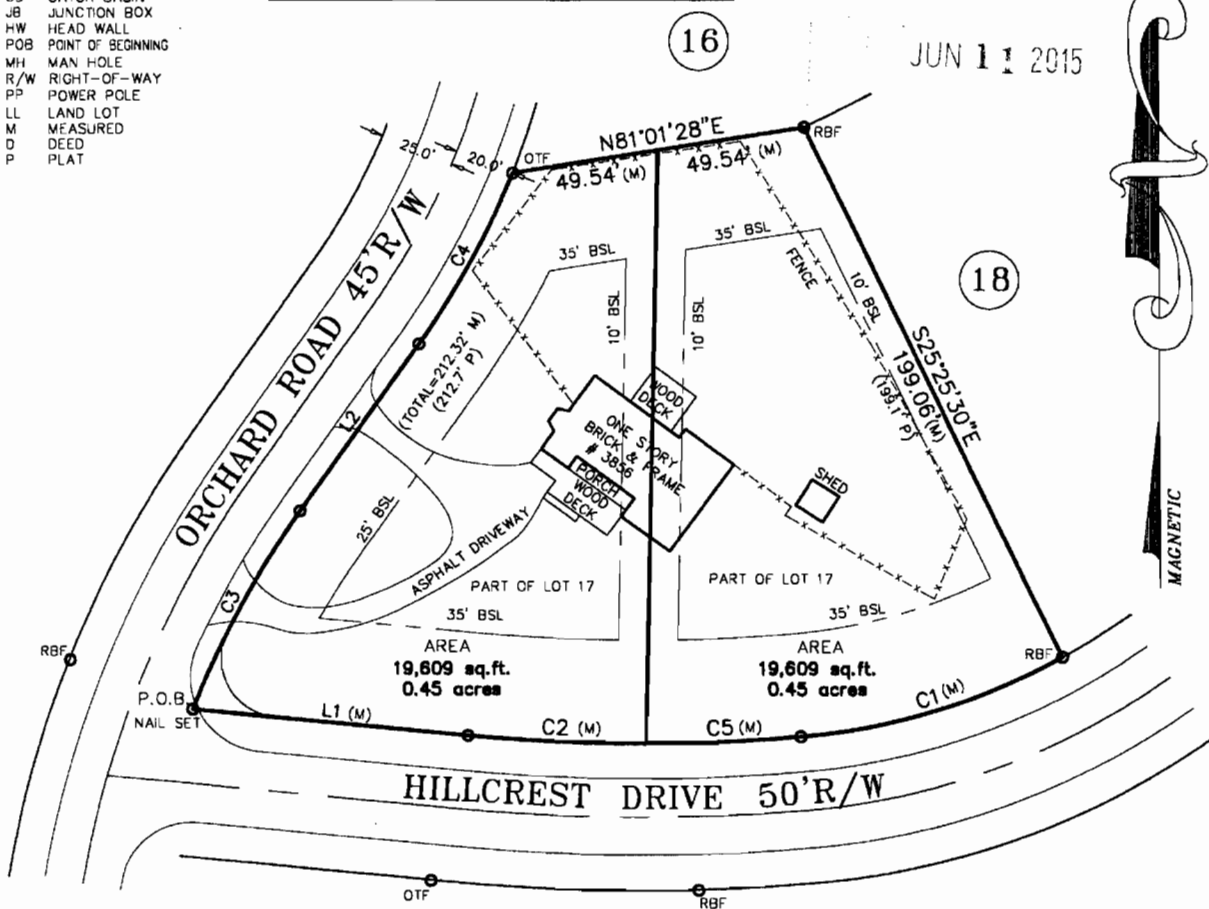 JB JUNCTION BOX
HW HEAD WALL
POB POINT OF BEGINNING
MH MAN HOLE
R/W RIGHT-OF-WAY
PP POWER POLE
LL LAND LOT
M MEASURED
D DEED
P PLAT
16
JUN 11 2015
N81°01'28"E
RBF
OTF
25.0'
20.0'
49.54' (M)
49.54' (M)
ORCHARD ROAD 45'R/W
C4
35' BSL
35' BSL
FENCE
18
10' BSL
10' BSL
10' BSL
S25°25'30"E
199.06'(M)
(199.1' P)
(TOTAL=212.32' M)
(212.7' P)
L2
WOOD
DECK
ONE STORY
BRICK & FRAME
# 3856
PORCH
WOOD
DECK
SHED
25' BSL
ASPHALT DRIVEWAY
MAGNETIC
PART OF LOT 17
PART OF LOT 17
C3
35' BSL
35' BSL
AREA
19,609 sq.ft.
0.45 acres
AREA
19,609 sq.ft.
0.45 acres
RBF
RBF
P.O.B.
NAIL SET
L1 (M)
C2 (M)
C5 (M)
C1 (M)
HILLCREST DRIVE 50'R/W
OTF
RBF